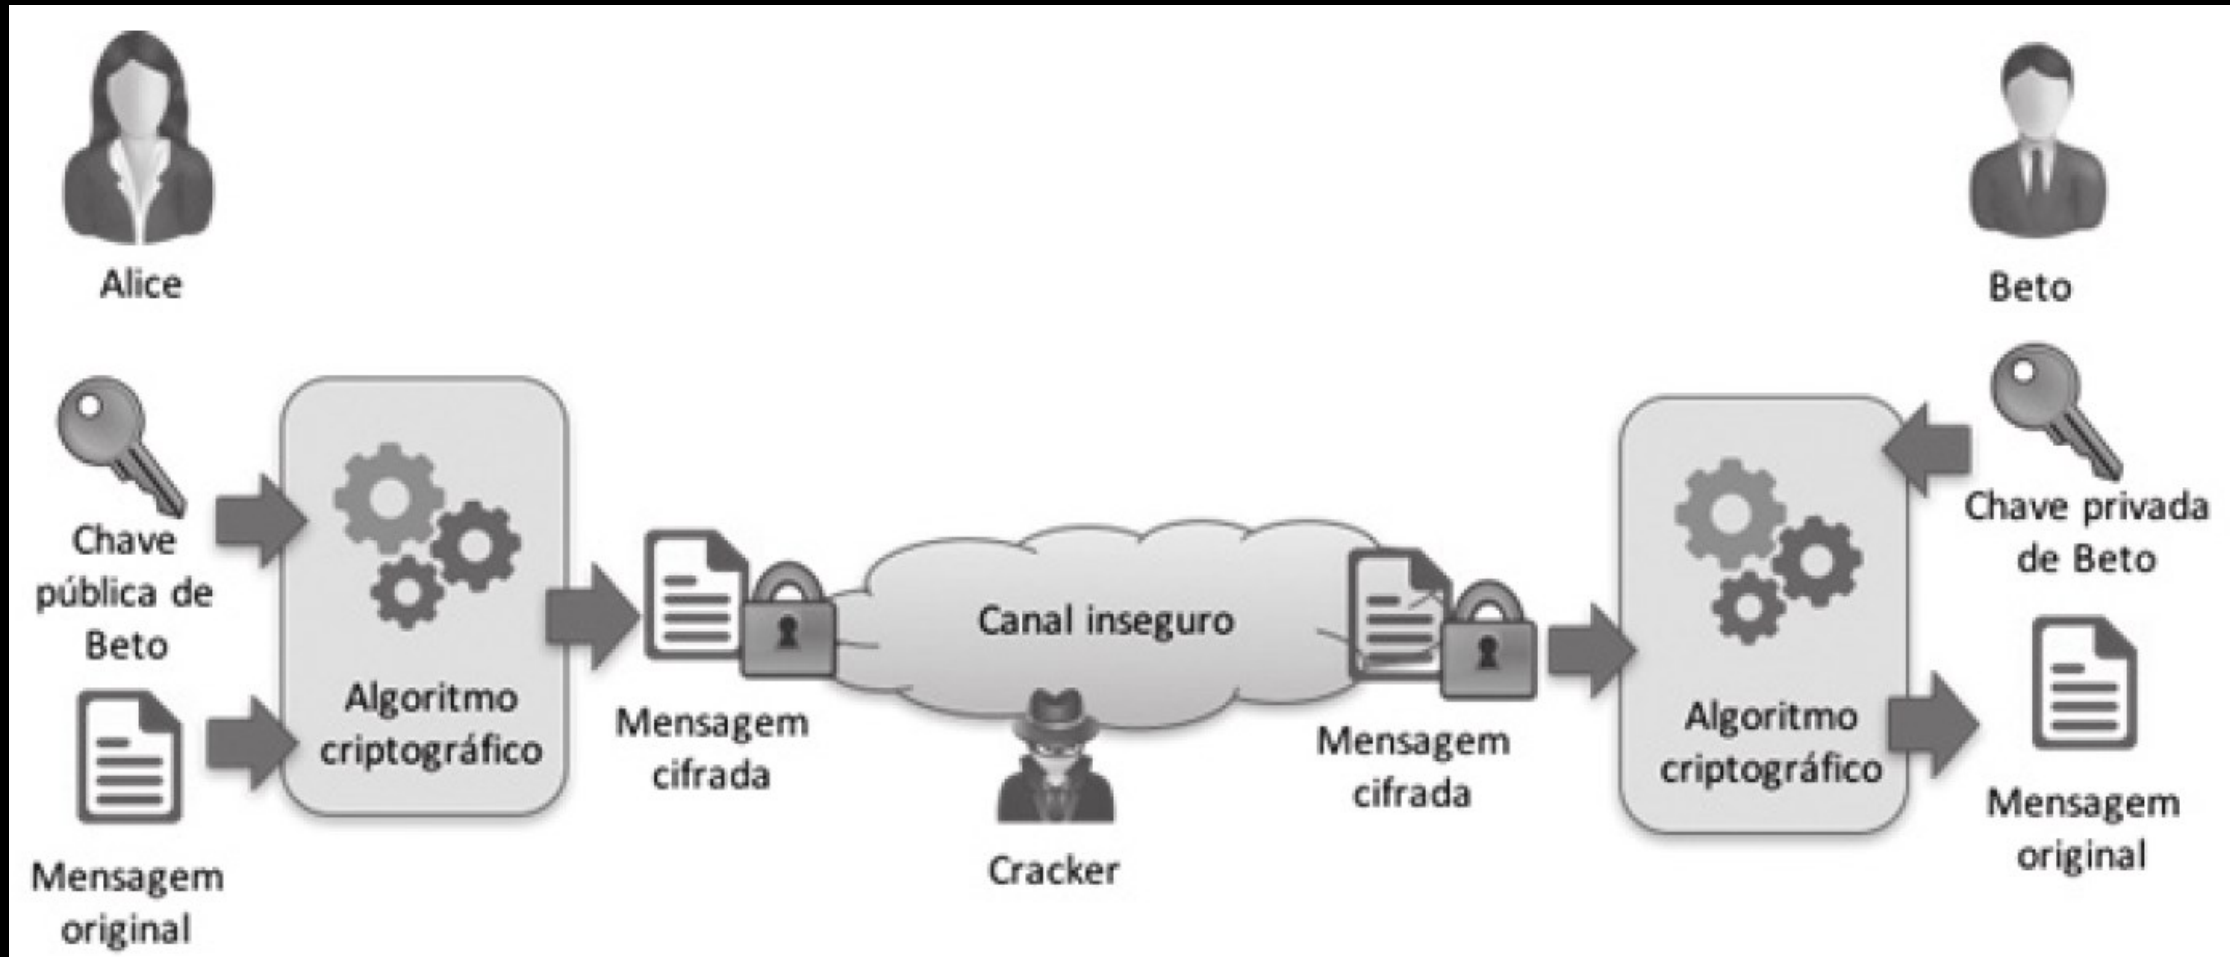 Alice
Beto
Chave
pública de
Beto
Mensagem
original
Algoritmo
criptográfico
Mensagem
cifrada
Canal inseguro
Cracker
Mensagem
cifrada
Algoritmo
criptográfico
Chave privada
de Beto
Mensagem
original